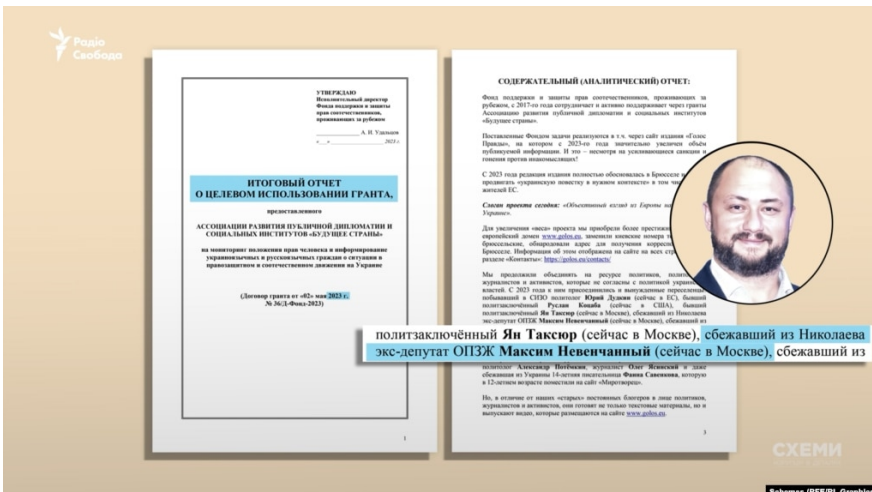 Радіо
Свобода
УТВЕРЖДАЮ
Исполнительный директор
Фонда поддержки и защиты
прав соотечественников,
проживающих за рубежом
А. И. Удальцов
2023 г.
ИТОГОВЫЙ ОТЧЕТ
О ЦЕЛЕВОМ ИСПОЛЬЗОВАНИИ ГРАНТА,
предоставленного
АССОЦИАЦИИ РАЗВИТИЯ ПУБЛИЧНОЙ ДИПЛОМАТИИ И
СОЦИАЛЬНЫХ ИНСТИТУТОВ «БУДУЩЕЕ СТРАНЫ»
на мониторинг положения прав человека и информирование
украиноязычных и русскоязычных граждан о ситуации в
правозащитном и соотечественном движения на Украине
(Договор гранта от «02» мая 2023 г.
№ 36/Д-Фонд-2023)
1
СОДЕРЖАТЕЛЬНЫЙ (АНАЛИТИЧЕСКИЙ) ОТЧЕТ:
Фонд поддержки и защиты прав соотечественников, проживающих за
рубежом, с 2017-го года сотрудничает и активно поддерживает через гранты
Ассоциацию развития публичной дипломатии и социальных институтов
«Будущее страны».
Поставленные Фондом задачи реализуются в т.ч. через сайт издания «Голос
Правды», на котором с 2023-го года значительно увеличен объём
публикуемой информации. И это – несмотря на усиливающиеся санкции и
гонения против инакомыслящих!
С 2023 года редакция издания полностью обосновалась в Брюсселе
продвигать «украинскую повестку в нужном контексте» в том
жителей ЕС.
Слоган проекта сегодня: «Объективный взгляд из Европы
Украине».
Для увеличения «веса» проекта мы приобрели более
европейский домен www.golos.eu, заменили киевские номера
брюссельские, обнародовали адрес для получения
Брюсселе. Информация об этом отображена на сайте во всех
разделе «Контакты»: https://golos.eu/contacts/
Мы продолжили объединять на ресурсе политиков,
журналистов и активистов, которые не согласны с политикой
властей. С 2023 года к ним присоединились и вынужденные
побывавший в СИЗО политолог Юрий Дудкин (сейчас в ЕС), бывший
политзаключённый Руслан Коцаба (сейчас в США), бывший
политзаключённый Ян Таксюр (сейчас в Москве), сбежавший из Николаева
экс-депутат ОПЗЖ Максим Невенчанный (сейчас в Москве), сбежавший из
политзаключённый Ян Таксюр (сейчас в Москве), сбежавший из Николаева
экс-депутат ОПЗЖ Максим Невенчанный (сейчас в Москве), сбежавший из
политолог Александр Потёмкин, журналист Олег Ясинский и даже
сбежавшая из Украины 14-летняя писательница Фаина Савенкова, которую
в 12-летнем возрасте поместили на сайт «Миротворец».
Но, в отличие от наших «старых» постоянных блогеров в лице политиков,
журналистов и активистов, они готовят не только текстовые материалы, но и
выпускают видео, которые размещаются на сайте www.golos.eu.
3
СХЕМИ
Schemes (RFE/RL Graphics)